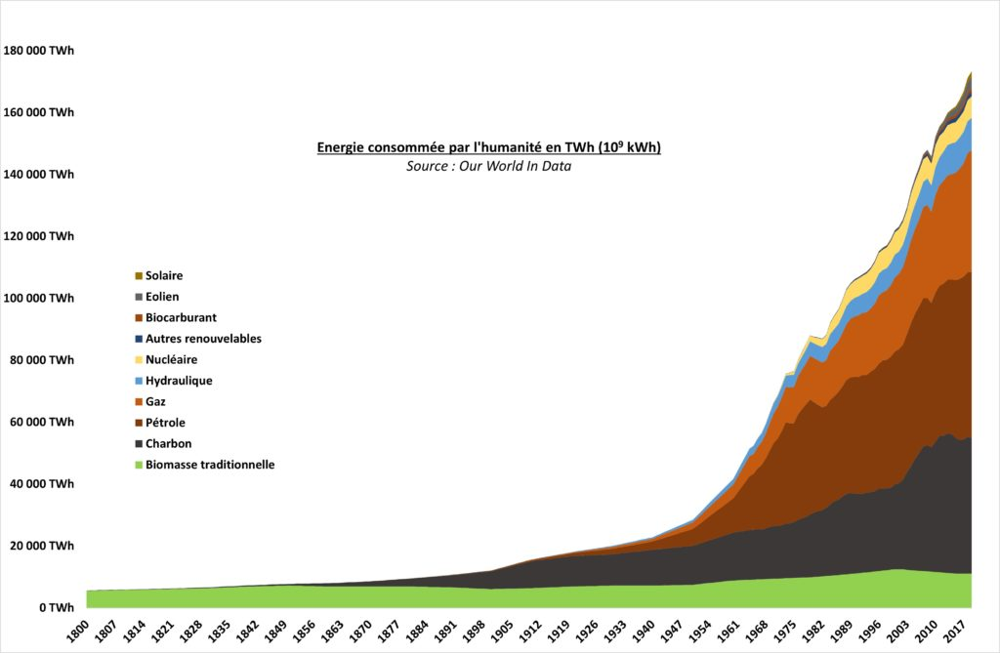 180 000 TWh
160 000 TWh
Energie consommée par l'humanité en TWh (10⁹ kWh)
Source : Our World In Data
140 000 TWh
120 000 TWh
100 000 TWh
80 000 TWh
60 000 TWh
40 000 TWh
20 000 TWh
0 TWh
Solaire
Eolien
Biocarburant
Autres renouvelables
Nucléaire
Hydraulique
Gaz
Pétrole
Charbon
Biomasse traditionnelle
1800 1807 1814 1821 1828 1835 1842 1849 1856 1863 1870 1877 1884 1891 1898 1905 1912 1919 1926 1933 1940 1947 1954 1961 1968 1975 1982 1989 1996 2003 2010 2017